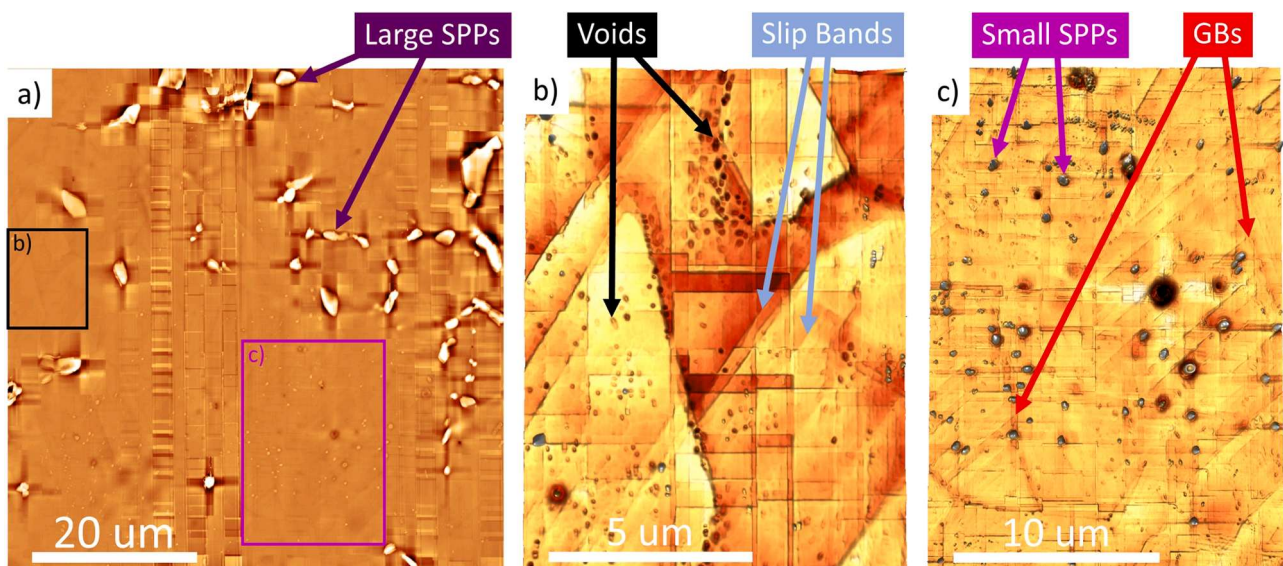 Large SPPs
Voids
Slip Bands
Small SPPs
GBs
a)
b)
c)
b)
c)
20 um
5 um
10 um